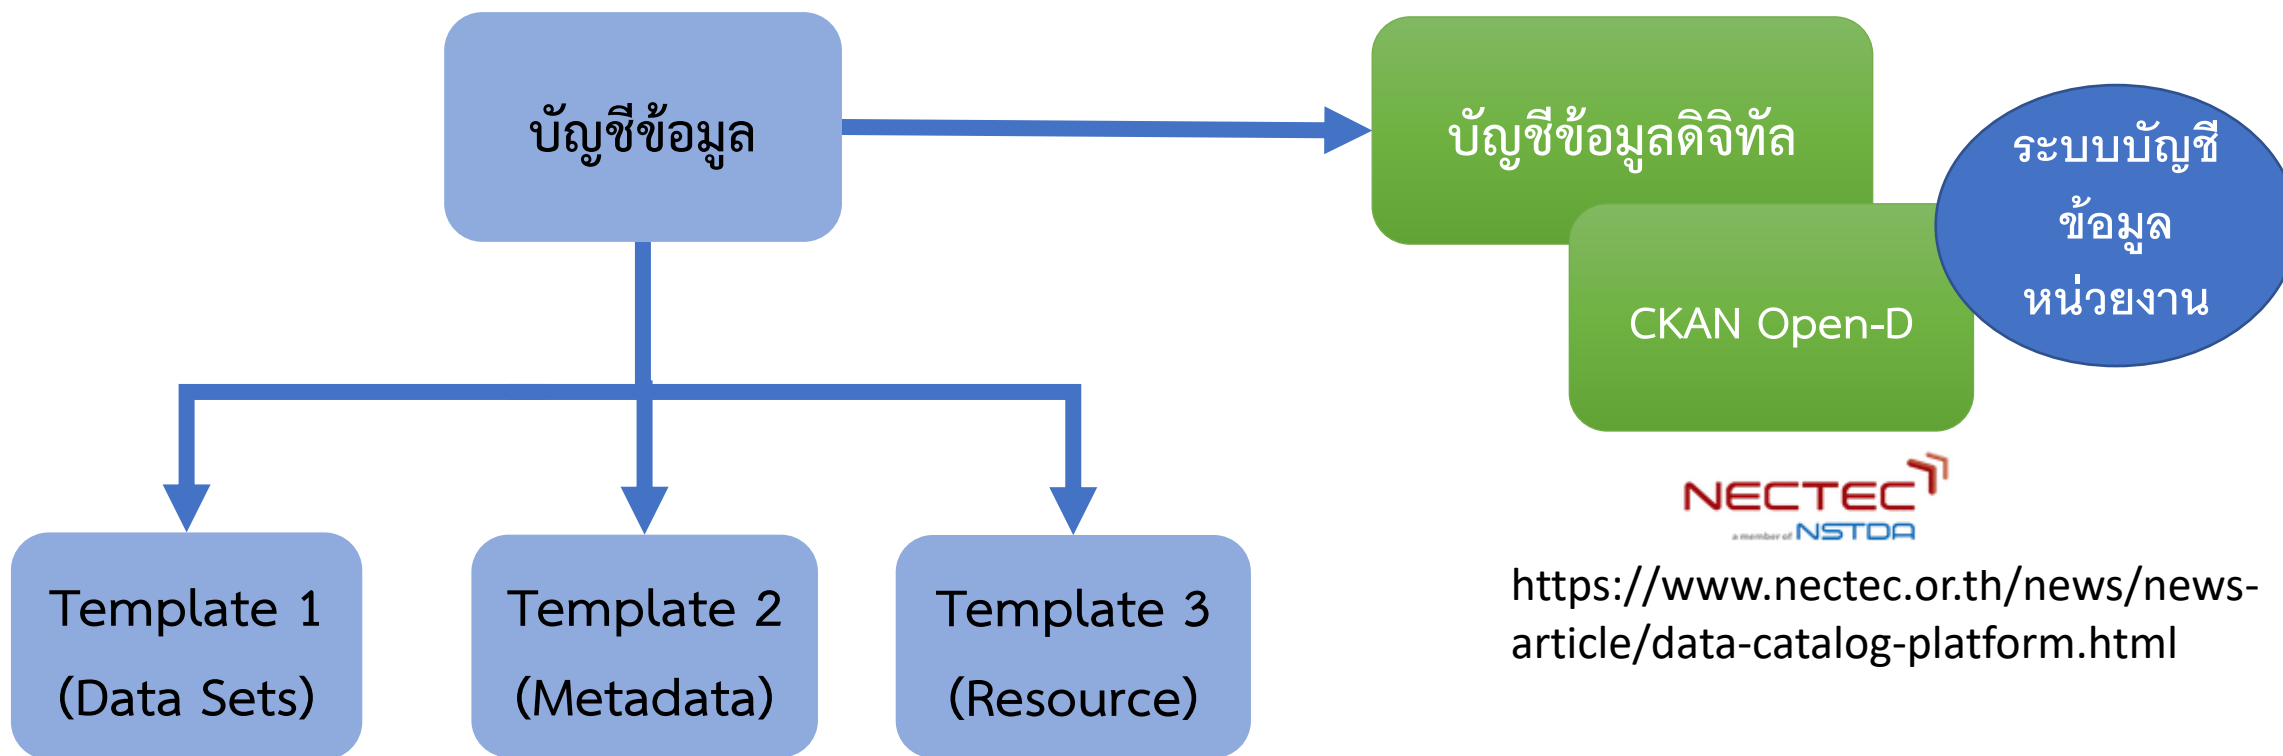 บัญชีข้อมูล
บัญชีข้อมูลดิจิทัล
ระบบบัญชี
ข้อมูล
หน่วยงาน
CKAN Open-D
NECTEC
a member of NSTDA
https://www.nectec.or.th/news/news-
article/data-catalog-platform.html
Template 1
(Data Sets)
Template 2
(Metadata)
Template 3
(Resource)